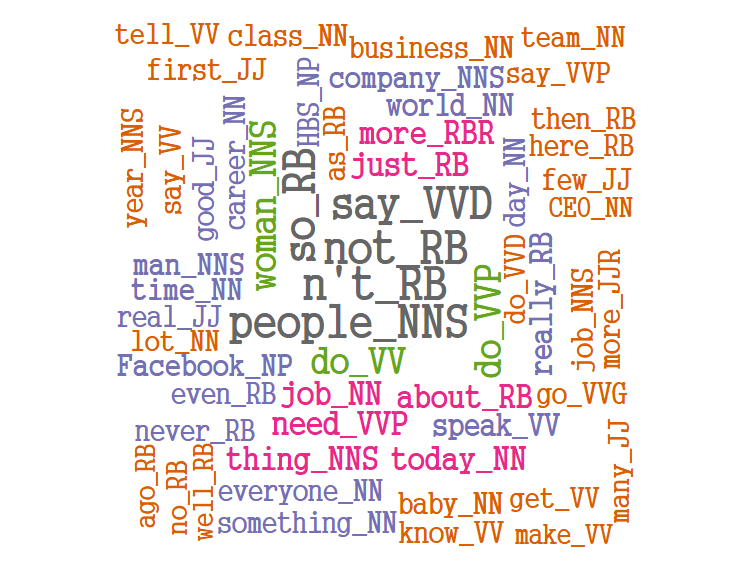 tell_VV
class_NN
business_NN
team_NN
first_JJ
HBS_NP
company_NNS
say_VVP
world_NN
year_NNS
say_VV
good_JJ
career_NN
woman_NNS
so_RB
as_RB
more_RBR
just_RB
day_NN
then_RB
here_RB
few_JJ
CEO_NN
say_VVD
not_RB
n't_RB
people_NNS
man_NNS
time_NN
real_JJ
lot_NN
Facebook_NP
do_VV
do_VVP
do_VVD
really_RB
job_NNS
more_JJR
even_RB
job_NN
about_RB
go_VVG
never_RB
need_VVP
speak_VV
many_JJ
ago_RB
no_RB
well_RB
thing_NNS
today_NN
everyone_NN
baby_NN
get_VV
something_NN
know_VV
make_VV